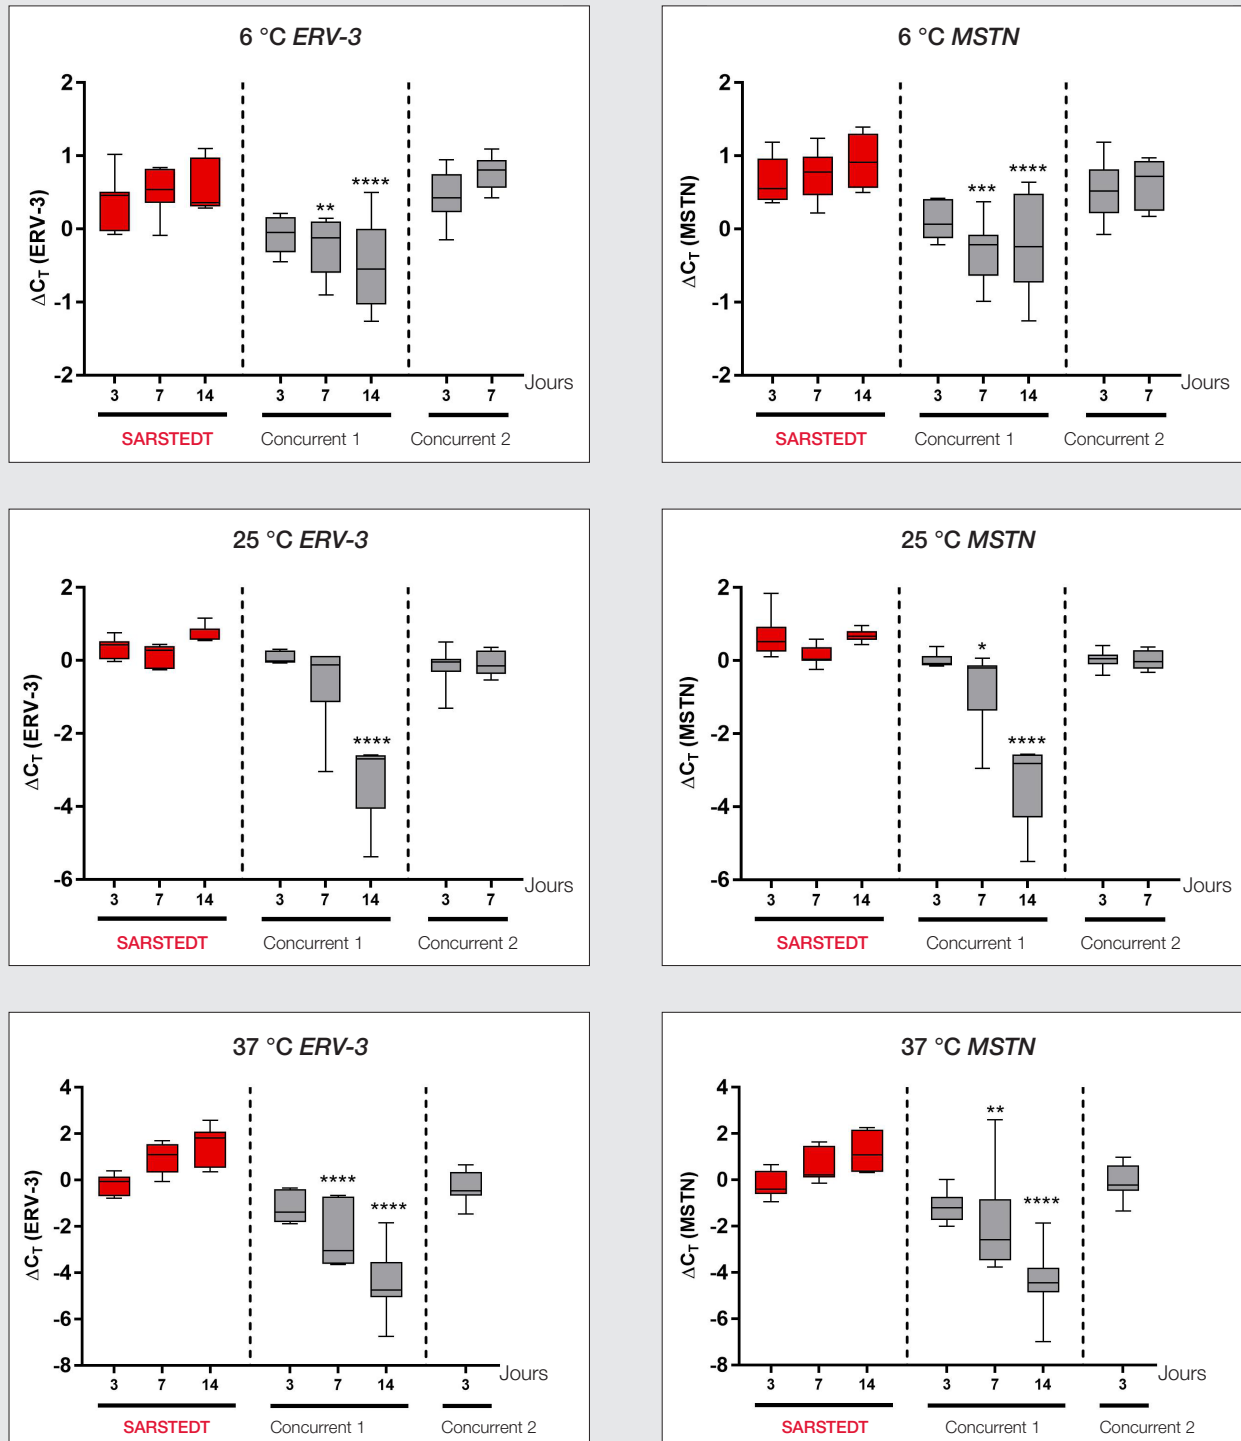 6 °C ERV-3
2
1
0
-1
-2
ΔCT (ERV-3)
** ****
3 7 14 3 7 14 3 7 Jours
SARSTEDT Concurrent 1 Concurrent 2
6 °C MSTN
2
1
0
-1
-2
ΔCT (MSTN)
*** ****
3 7 14 3 7 14 3 7 Jours
SARSTEDT Concurrent 1 Concurrent 2
25 °C ERV-3
2
0
-2
-4
-6
ΔCT (ERV-3)
****
3 7 14 3 7 14 3 7 Jours
SARSTEDT Concurrent 1 Concurrent 2
25 °C MSTN
2
0
-2
-4
-6
ΔCT (MSTN)
* ****
3 7 14 3 7 14 3 7 Jours
SARSTEDT Concurrent 1 Concurrent 2
37 °C ERV-3
4
2
0
-2
-4
-6
-8
ΔCT (ERV-3)
**** ****
3 7 14 3 7 14 3 Jours
SARSTEDT Concurrent 1 Concurrent 2
37 °C MSTN
4
2
0
-2
-4
-6
-8
ΔCT (MSTN)
** ****
3 7 14 3 7 14 3 Jours
SARSTEDT Concurrent 1 Concurrent 2